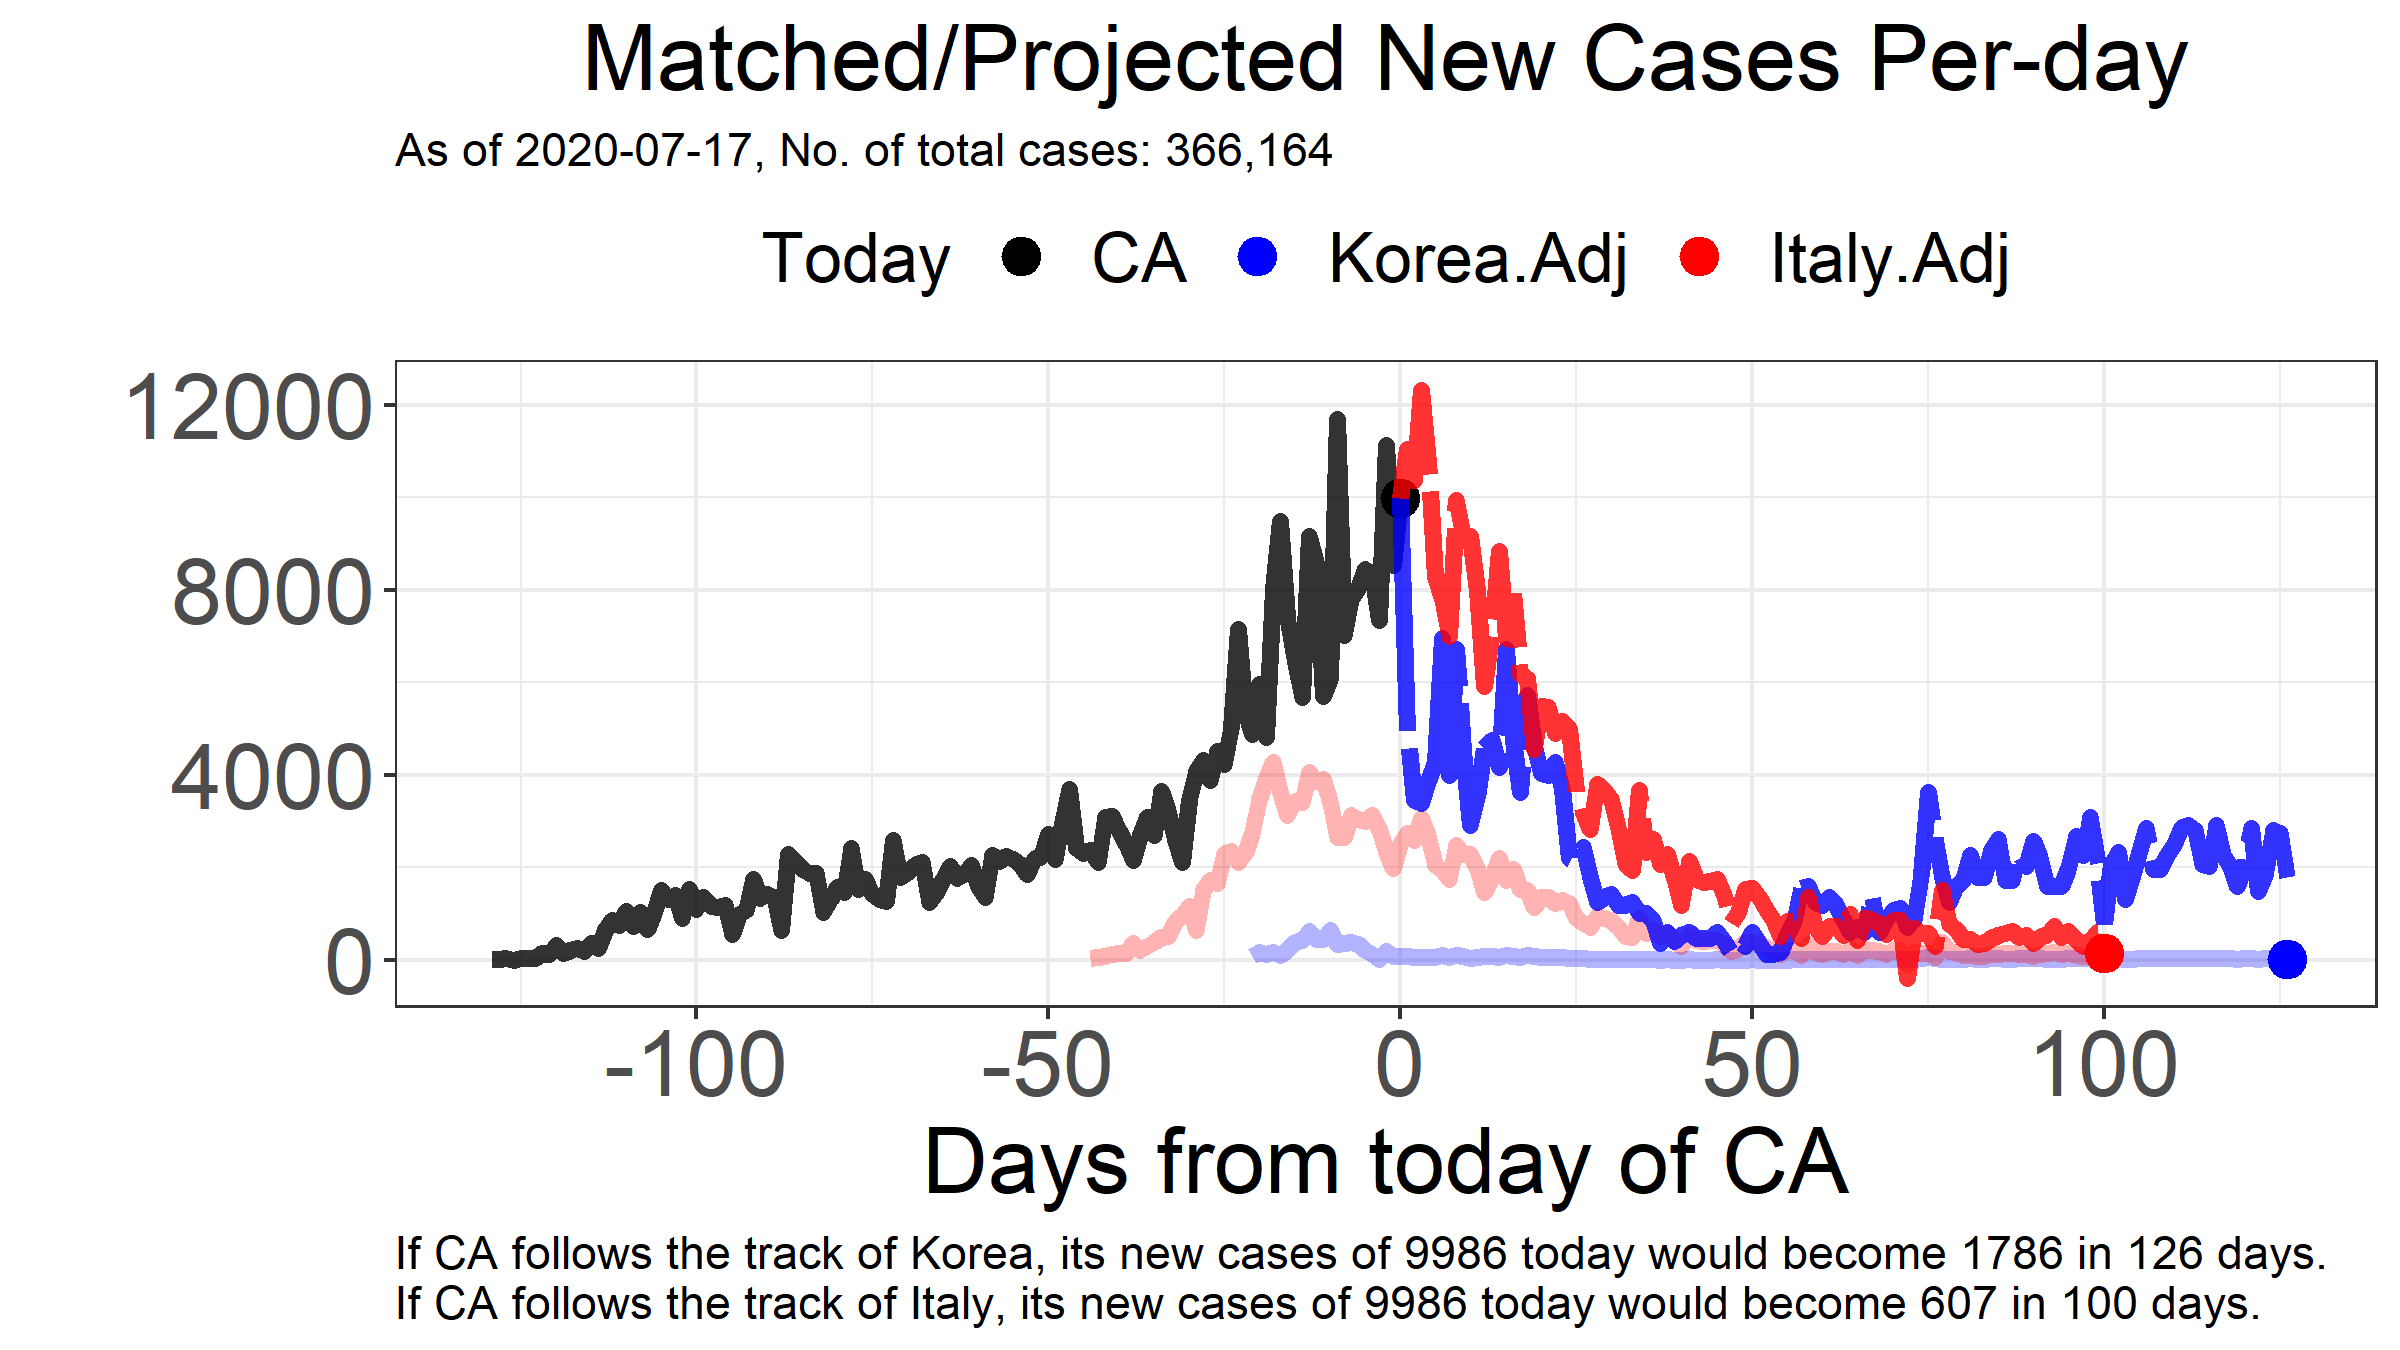 Matched/Projected New Cases Per-day
As of 2020-07-17, No. of total cases: 366,164
Today CA Korea.Adj Italy.Adj
12000
8000
4000
0
-100 -50 0 50 100
Days from today of CA
If CA follows the track of Korea, its new cases of 9986 today would become 1786 in 126 days.
If CA follows the track of Italy, its new cases of 9986 today would become 607 in 100 days.